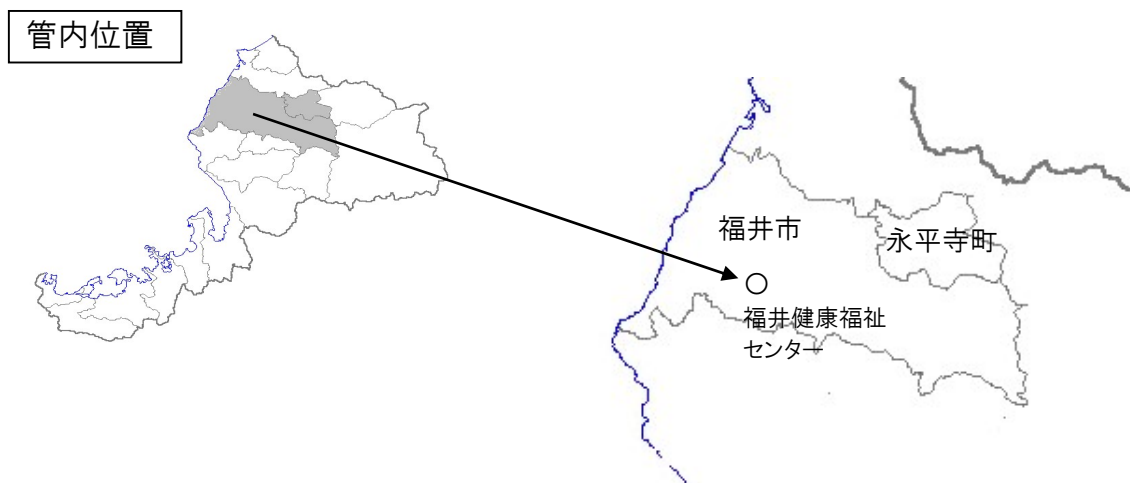 管内位置
福井市
永平寺町
福井健康福祉
センター